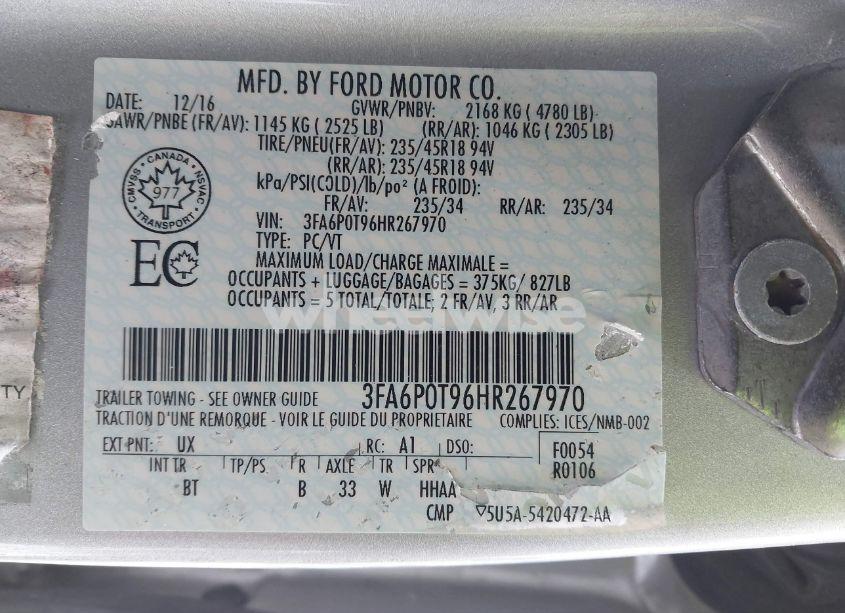 MFD. BY FORD MOTOR CO.
DATE: 12/16 GVWR/PNBV: 2168 KG ( 4780 LB)
GAWR/PNBE (FR/AV): 1145 KG ( 2525 LB) (RR/AR): 1046 KG ( 2305 LB)
TIRE/PNEU(FR/AV): 235/45R18 94V
(RR/AR): 235/45R18 94V
kPa/PSI(COLD)/lb/po² (A FROID):
FR/AV: 235/34 RR/AR: 235/34
VIN: 3FA6P0T96HR267970
TYPE: PC/VT
MAXIMUM LOAD/CHARGE MAXIMALE =
OCCUPANTS + LUGGAGE/BAGAGES = 375KG/ 827LB
OCCUPANTS = 5 TOTAL/TOTALE; 2 FR/AV, 3 RR/AR
CMVSS CANADA NSVAC
977
TRANSPORT
EC
wheelwise
3FA6P0T96HR267970
TRAILER TOWING - SEE OWNER GUIDE
TRACTION D'UNE REMORQUE - VOIR LE GUIDE DU PROPRIETAIRE
COMPLIES: ICES/NMB-002
EXT PNT: UX RC: A1 DSO:
F0054
R0106
INT TR TP/PS R AXLE TR SPR
BT B 33 W HHAA
CMP ▽5U5A-5420472-AA
TY